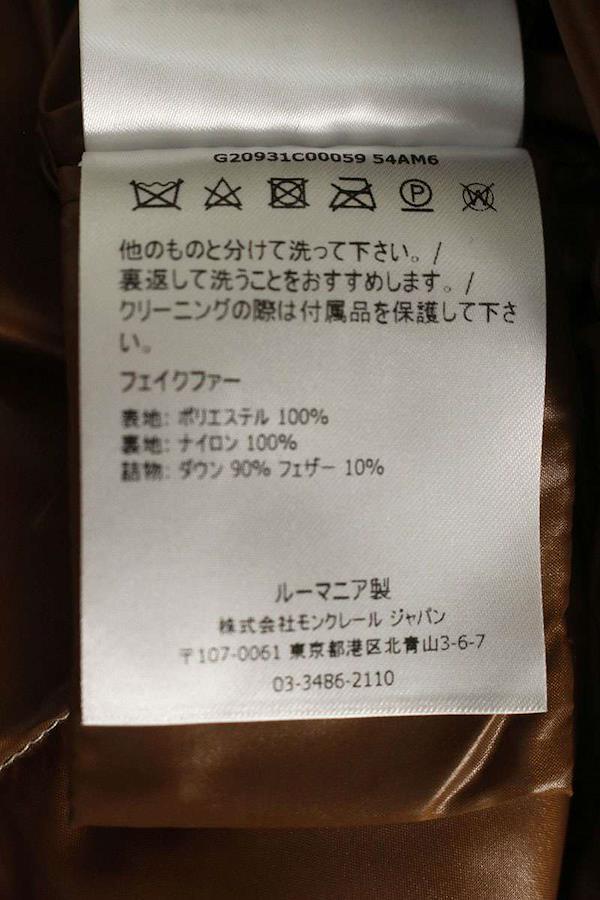 G20931C00059 54AM6
P W
他のものと分けて洗って下さい。/
裏返して洗うことをおすすめします。/
クリーニングの際は付属品を保護して下さ
い。
フェイクファー
表地: ポリエステル 100%
裏地: ナイロン 100%
詰物: ダウン 90% フェザー 10%
ルーマニア製
株式会社モンクレール ジャパン
〒107-0061 東京都港区北青山3-6-7
03-3486-2110